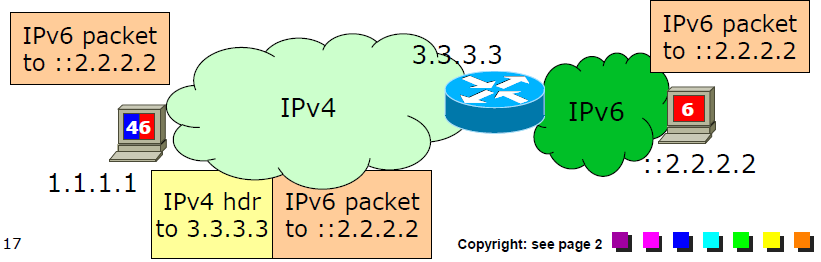 IPv6 packet
to ::2.2.2.2
IPv6 packet
to ::2.2.2.2
3.3.3.3
IPv4
IPv6
46
6
1.1.1.1
::2.2.2.2
IPv4 hdr
to 3.3.3.3
IPv6 packet
to ::2.2.2.2
17
Copyright: see page 2